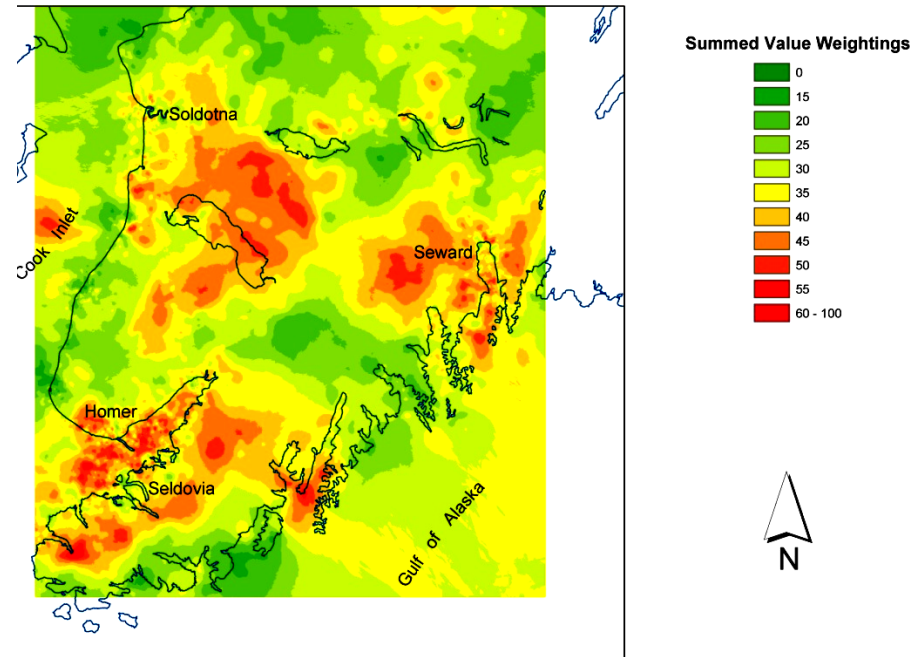 Summed Value Weightings
0
15
20
25
30
35
40
45
50
55
60 - 100
Soldotna
Cook Inlet
Seward
Homer
Seldovia
Gulf of Alaska
N